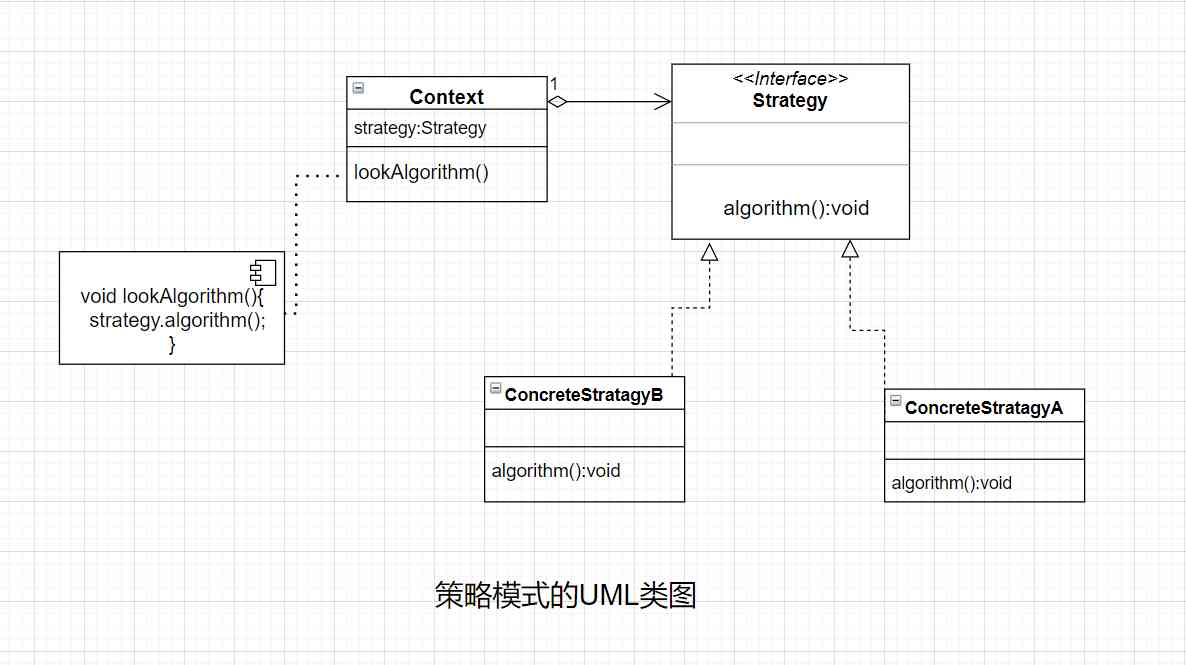 Context
strategy:Strategy
lookAlgorithm()
1
<<Interface>>
Strategy
algorithm():void
void lookAlgorithm(){
strategy.algorithm();
}
ConcreteStratagyB
algorithm():void
ConcreteStratagyA
algorithm():void
策略模式的UML类图